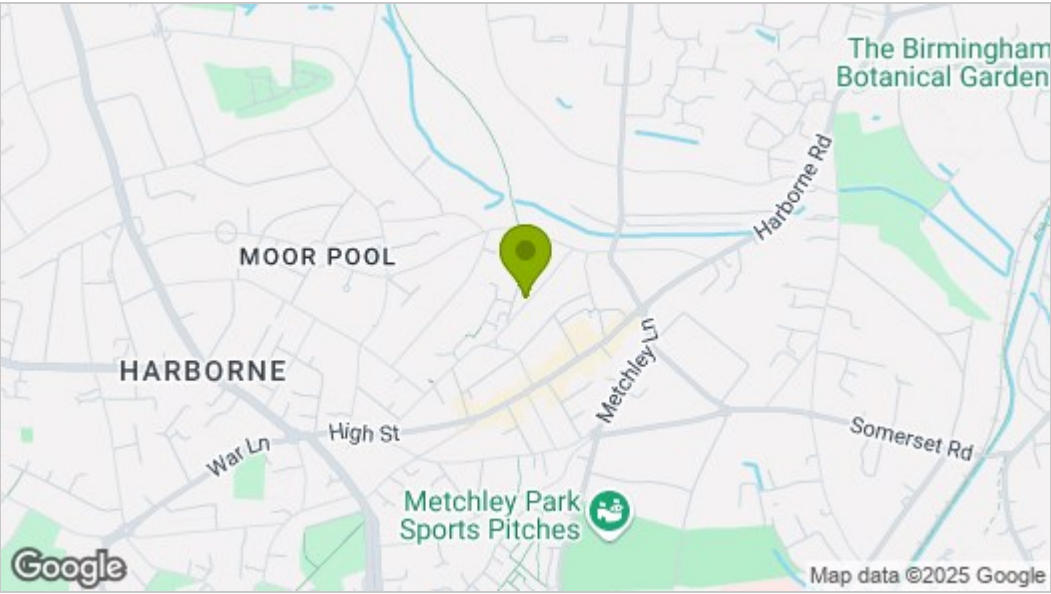 The Birmingham
Botanical Garden
Harborne Rd
MOOR POOL
Metchley Ln
HARBORNE
High St
War Ln
Somerset Rd
Metchley Park
Sports Pitches
Google
Map data ©2025 Google